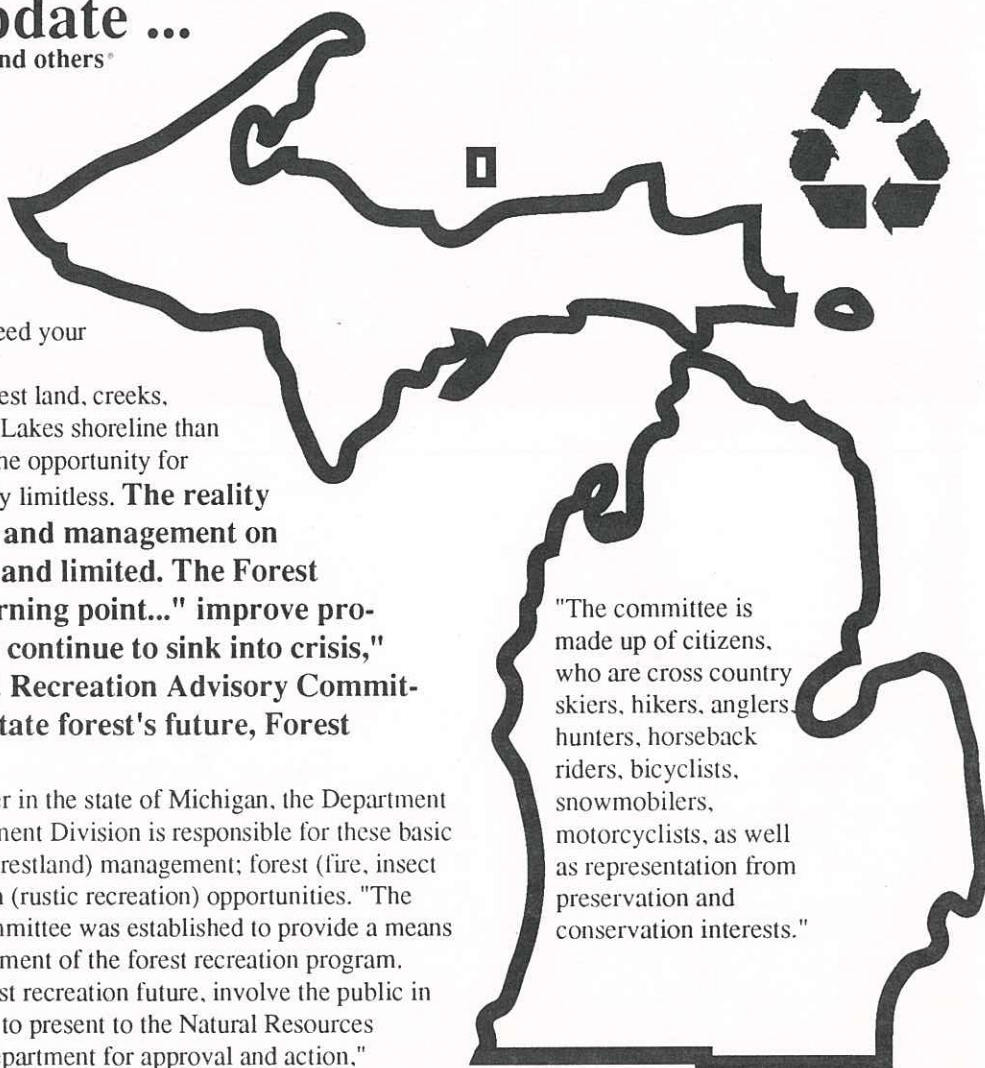 pdate ...
nd others
eed your
est land, creeks,
Lakes shoreline than
he opportunity for
y limitless. The reality
and management on
and limited. The Forest
rning point..." improve pro-
continue to sink into crisis,"
Recreation Advisory Commit-
tate forest's future, Forest
r in the state of Michigan, the Department
ment Division is responsible for these basic
restland) management; forest (fire, insect
(rustic recreation) opportunities. "The
mmittee was established to provide a means
ment of the forest recreation program.
st recreation future, involve the public in
to present to the Natural Resources
epartment for approval and action,"
"The committee is
made up of citizens,
who are cross country
skiers, hikers, anglers,
hunters, horseback
riders, bicyclists,
snowmobilers,
motorcyclists, as well
as representation from
preservation and
conservation interests."